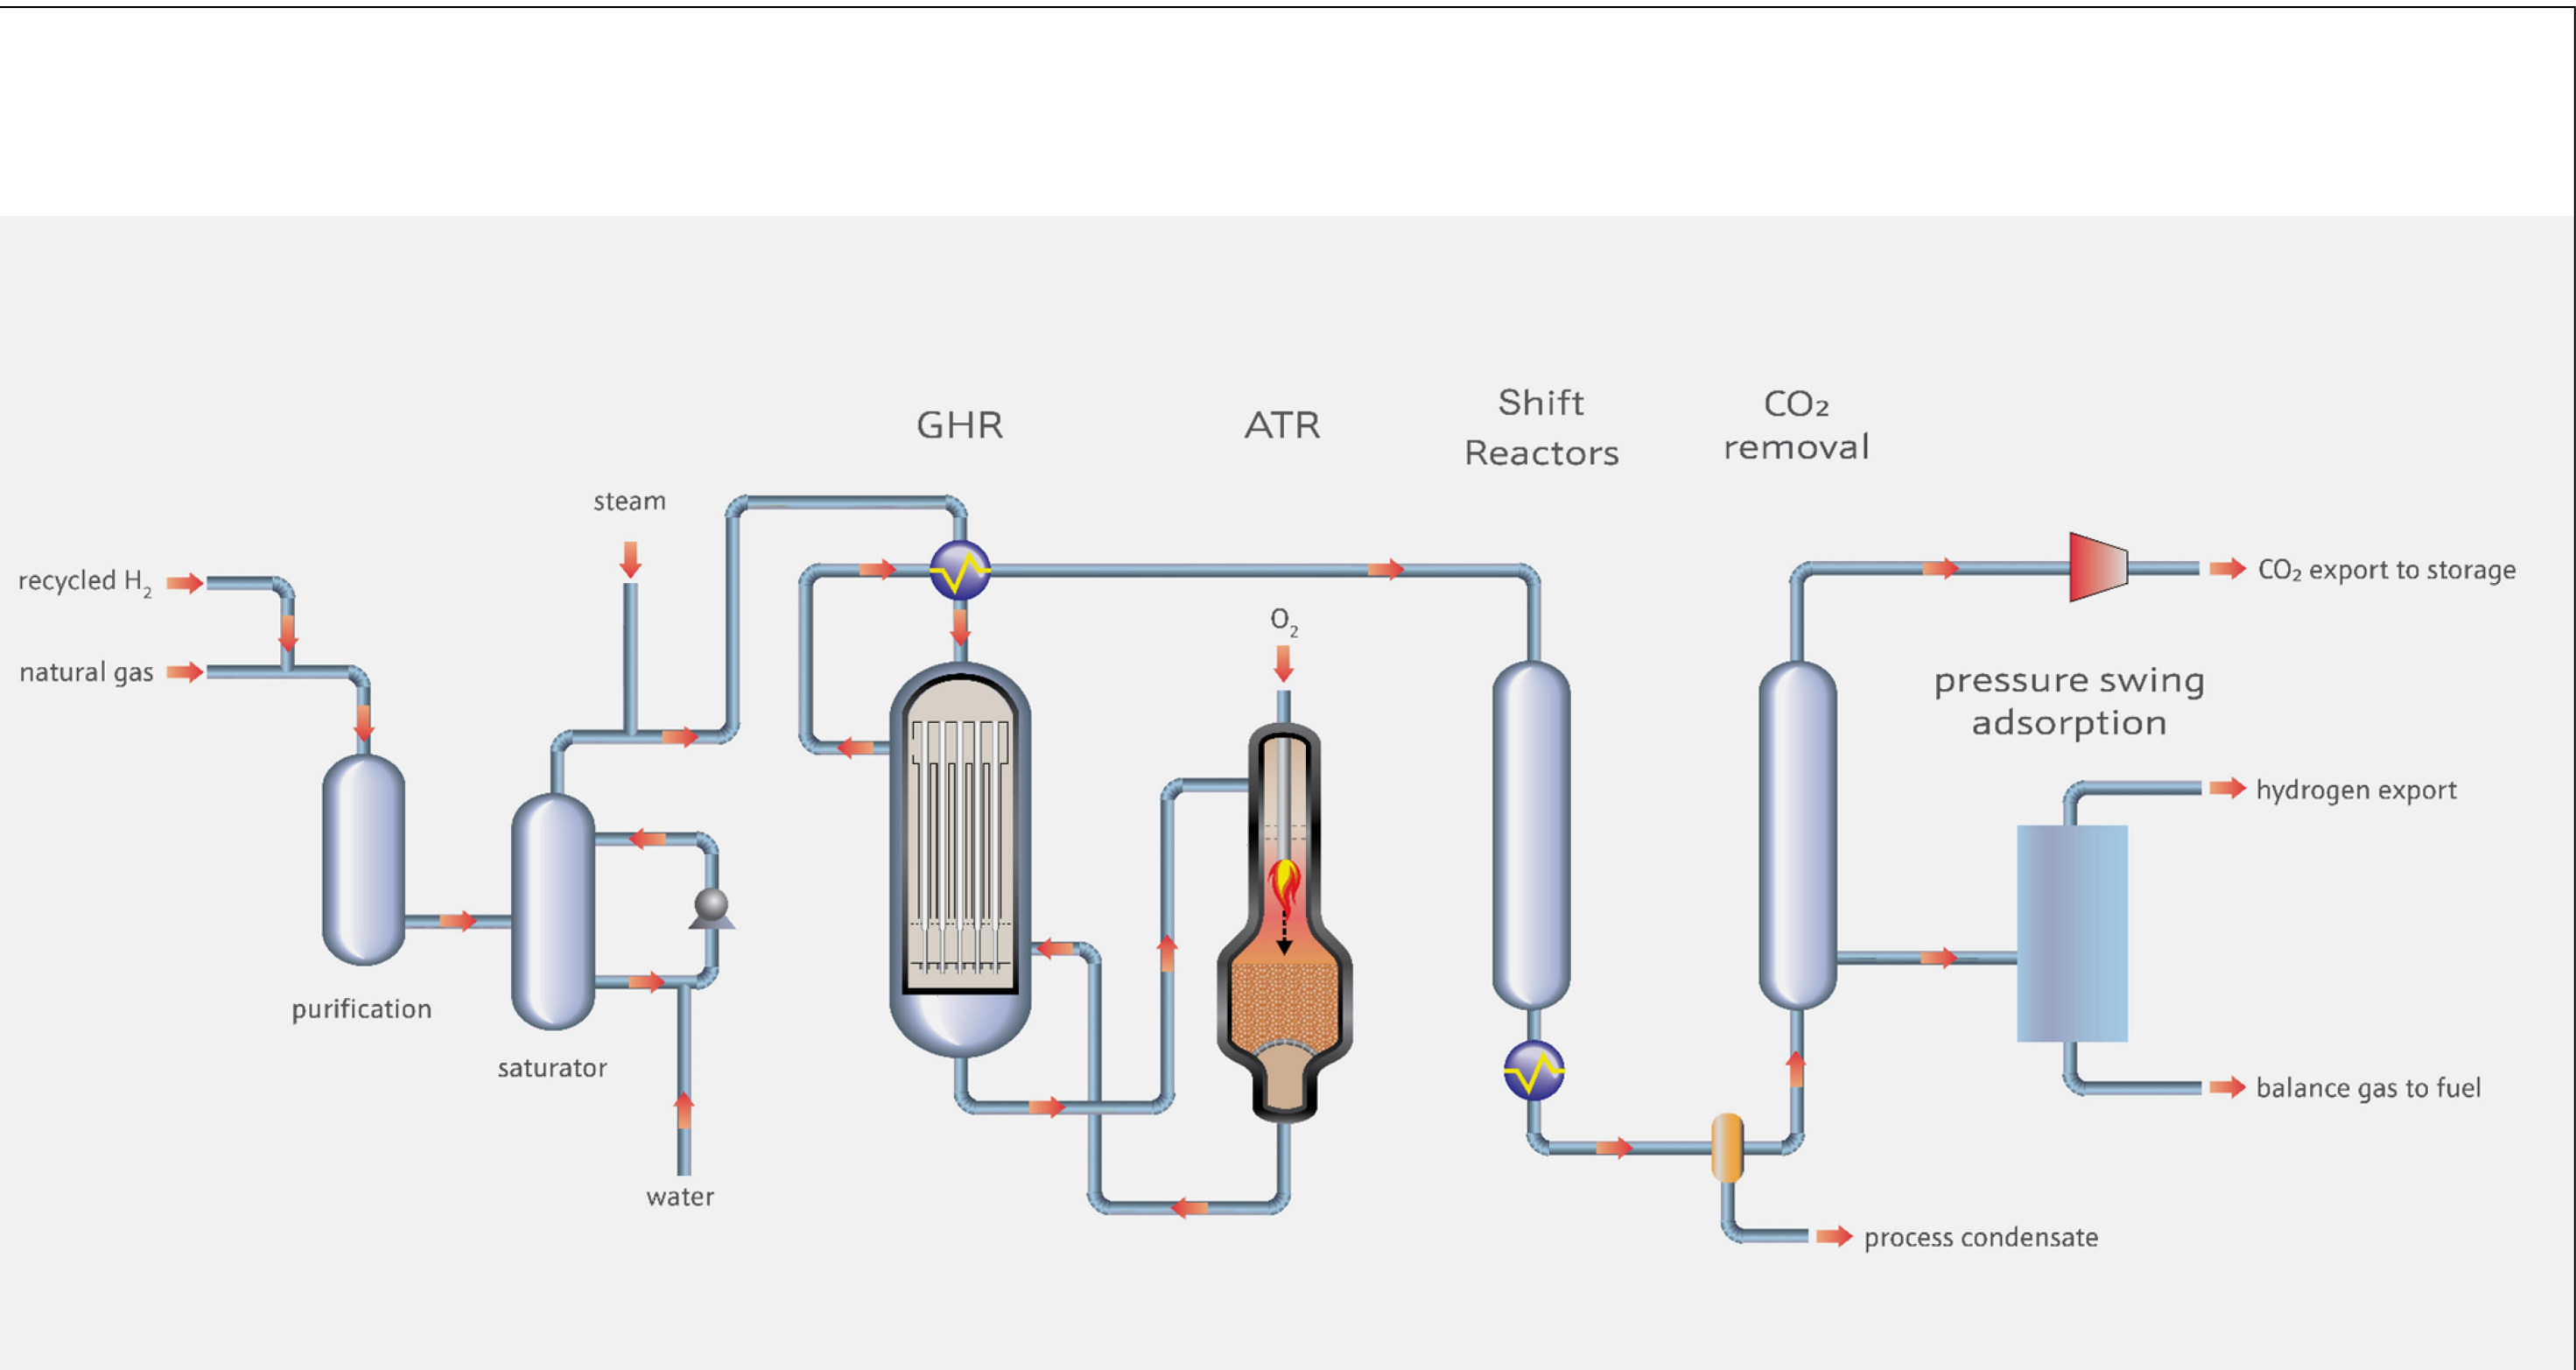 GHR
ATR
Shift
Reactors
CO₂
removal
steam
recycled H₂
natural gas
O₂
CO₂ export to storage
pressure swing
adsorption
hydrogen export
purification
saturator
water
balance gas to fuel
process condensate